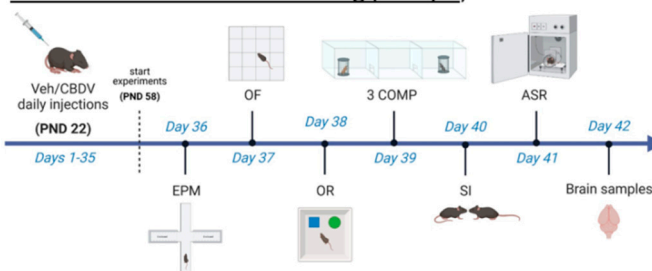 Veh/CBDV
daily injections
(PND 22)
Days 1-35
start
experiments
(PND 58)
Day 36
EPM
OF
Day 37
Day 38
OR
3 COMP
Day 39
Day 40
SI
ASR
Day 41
Day 42
Brain samples